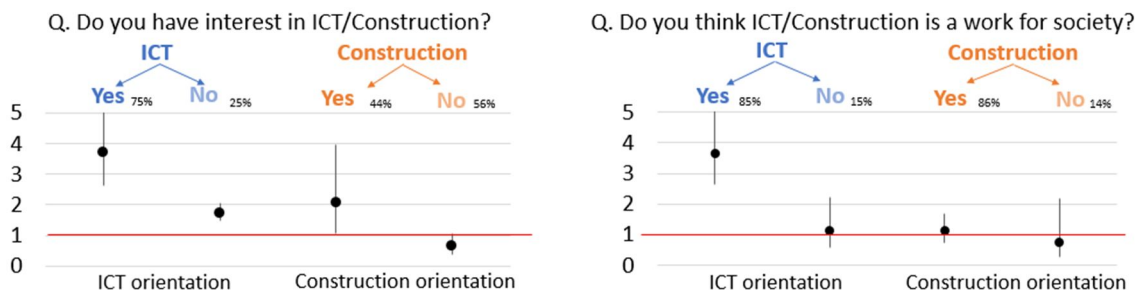 Q. Do you have interest in ICT/Construction?
ICT Construction
Yes 75% No 25% Yes 44% No 56%
5
4
3
2
1
0
ICT orientation Construction orientation
Q. Do you think ICT/Construction is a work for society?
ICT Construction
Yes 85% No 15% Yes 86% No 14%
5
4
3
2
1
0
ICT orientation Construction orientation